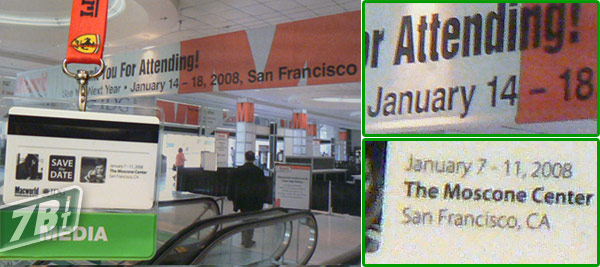 You For Attending!
Next Year • January 14 – 18, 2008, San Francisco
SAVE
the
DATE
January 7 - 11, 2008
The Moscone Center
San Francisco, CA
Macworld
7BIT
MEDIA
r Attending!
January 14 – 18
January 7 - 11, 2008
The Moscone Center
San Francisco, CA